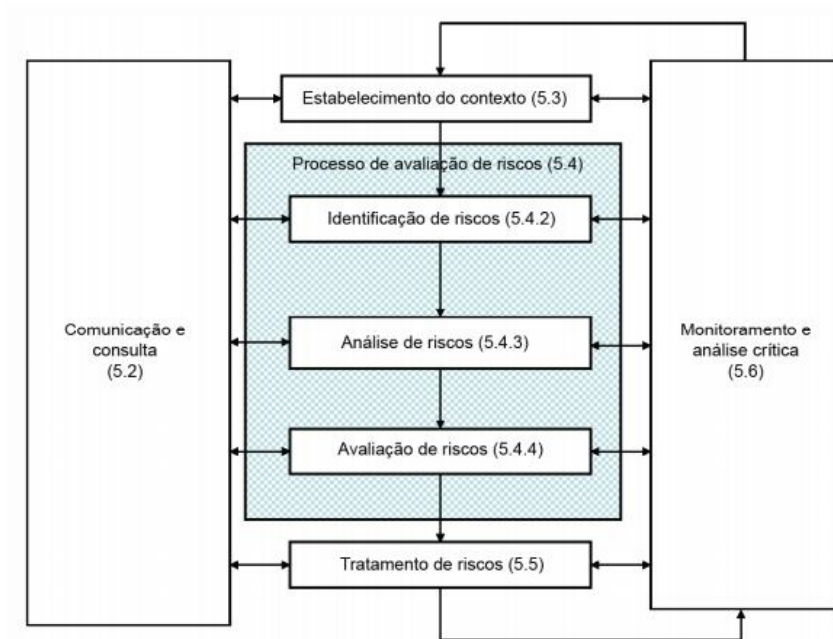 Estabelecimento do contexto (5.3)
Processo de avaliação de riscos (5.4)
Identificação de riscos (5.4.2)
Comunicação e
consulta
(5.2)
Análise de riscos (5.4.3)
Monitoramento e
análise crítica
(5.6)
Avaliação de riscos (5.4.4)
Tratamento de riscos (5.5)